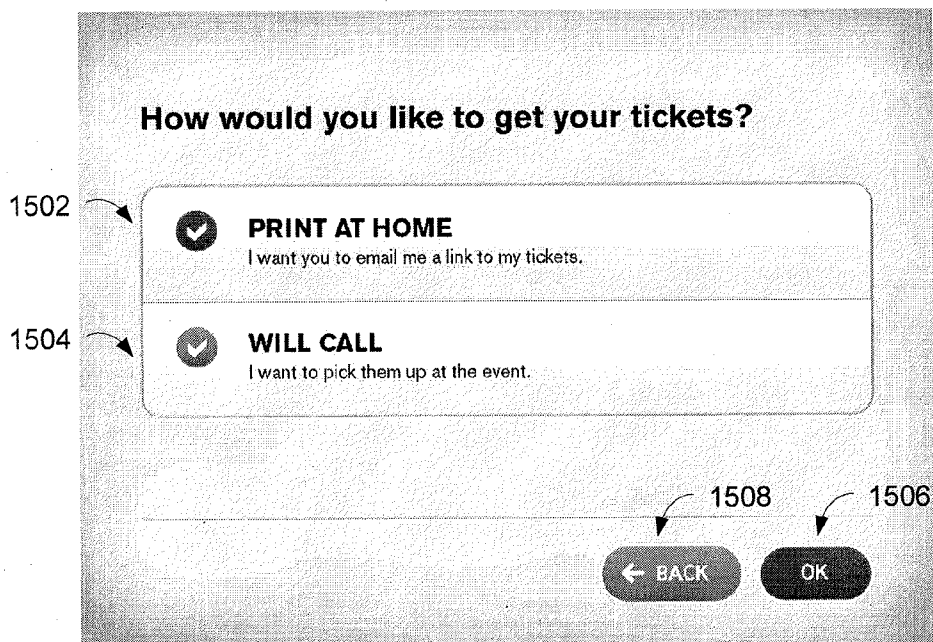 How would you like to get your tickets?
1502
PRINT AT HOME
I want you to email me a link to my tickets.
1504
WILL CALL
I want to pick them up at the event.
1508
1506
← BACK
OK